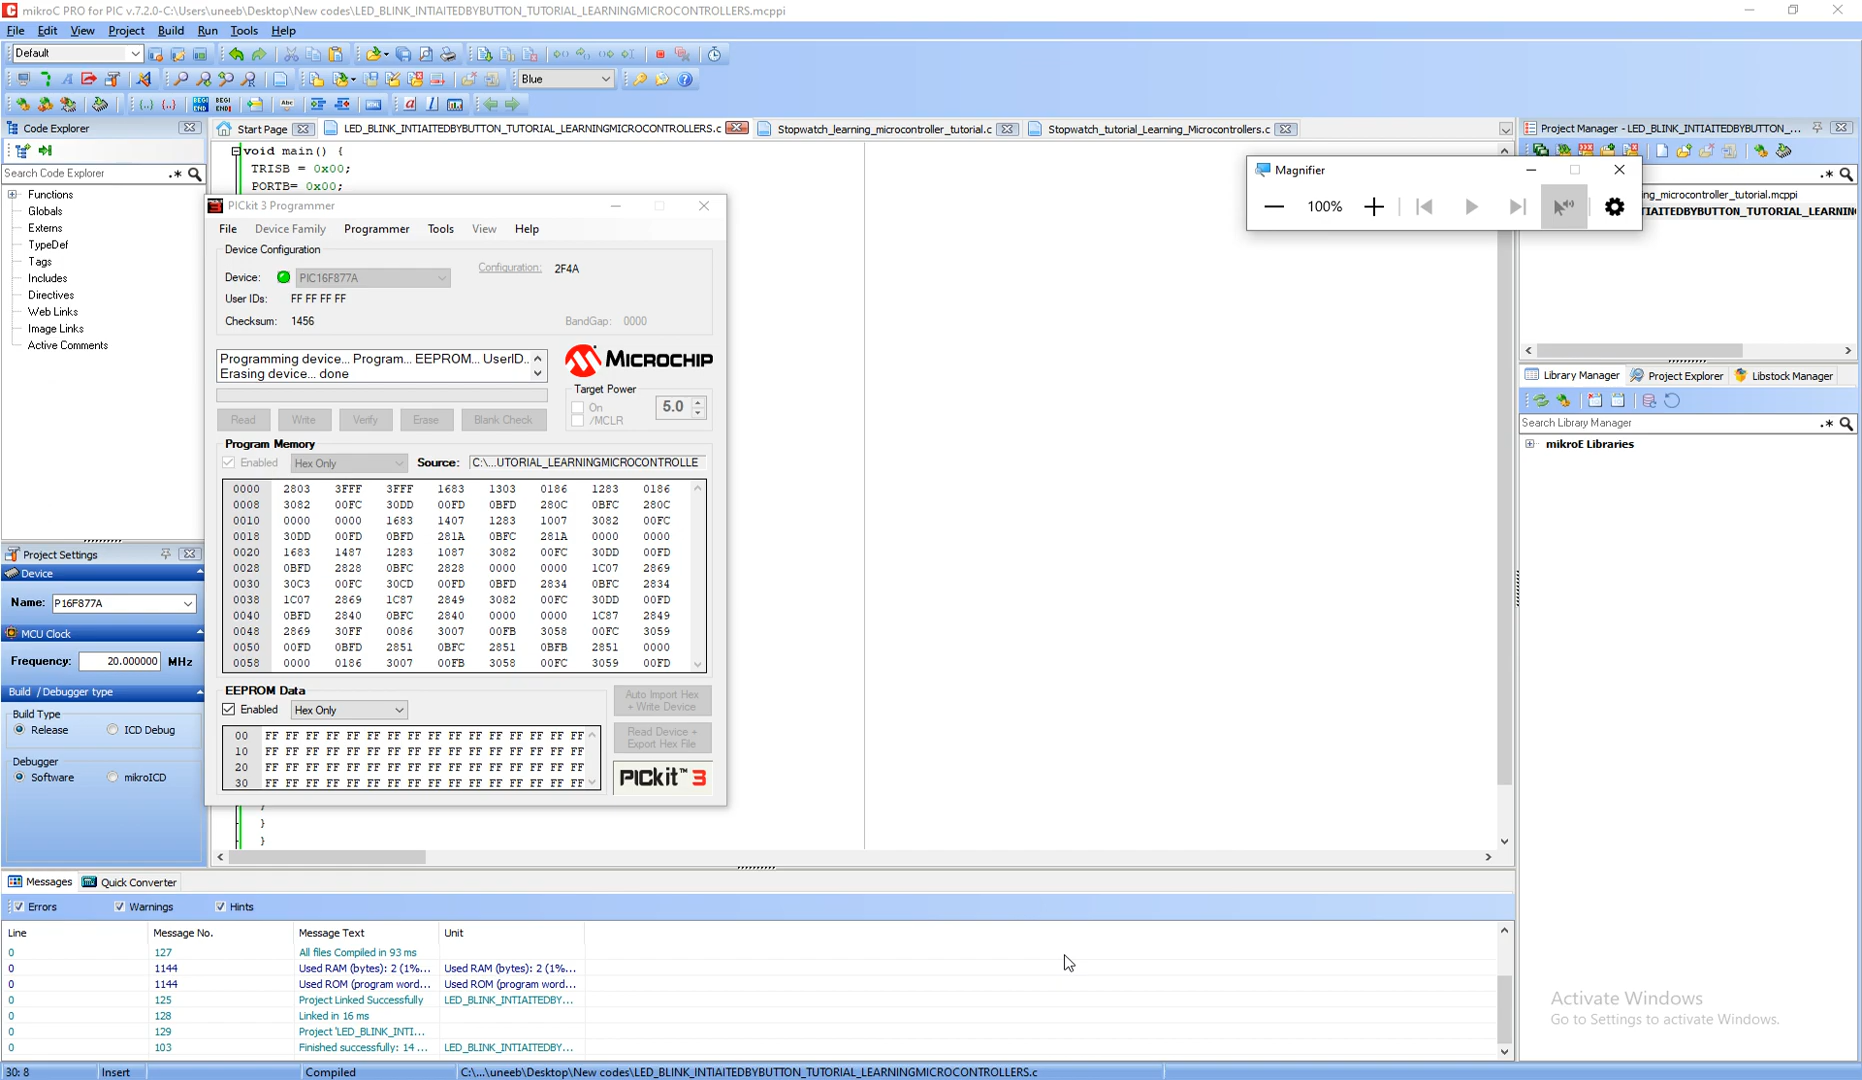 mikroC PRO for PIC v.7.2.0-C:\Users\uneeb\Desktop\New codes\LED_BLINK_INTIAITEDBYBUTTON_TUTORIAL_LEARNINGMICROCONTROLLERS.mcppi
File Edit View Project Build Run Tools Help
Default
Blue
Code Explorer
Start Page
LED_BLINK_INTIAITEDBYBUTTON_TUTORIAL_LEARNINGMICROCONTROLLERS.c
Stopwatch_learning_microcontroller_tutorial.c
Stopwatch_tutorial_Learning_Microcontrollers.c
Project Manager - LED_BLINK_INTIAITEDBYBUTTON_...
Search Code Explorer
Functions
Globals
Externs
TypeDef
Tags
Includes
Directives
Web Links
Image Links
Active Comments
void main() {
TRISB = 0x00;
PORTB= 0x00;
PICkit 3 Programmer
File Device Family Programmer Tools View Help
Device Configuration
Device: PIC16F877A
Configuration: 2F4A
User IDs: FF FF FF FF
Checksum: 1456
BandGap: 0000
Programming device... Program... EEPROM... UserID..
Erasing device... done
MICROCHIP
Target Power
On
/MCLR
5.0
Read Write Verify Erase Blank Check
Program Memory
Enabled Hex Only Source: C:\...UTORIAL_LEARNINGMICROCONTROLLE
0000 2803 3FFF 3FFF 1683 1303 0186 1283 0186
0008 3082 00FC 30DD 00FD 0BFD 280C 0BFC 280C
0010 0000 0000 1683 1407 1283 1007 3082 00FC
0018 30DD 00FD 0BFD 281A 0BFC 281A 0000 0000
0020 1683 1487 1283 1087 3082 00FC 30DD 00FD
0028 0BFD 2828 0BFC 2828 0000 0000 1C07 2869
0030 30C3 00FC 30CD 00FD 0BFD 2834 0BFC 2834
0038 1C07 2869 1C87 2849 3082 00FC 30DD 00FD
0040 0BFD 2840 0BFC 2840 0000 0000 1C87 2849
0048 2869 30FF 0086 3007 00FB 3058 00FC 3059
0050 00FD 0BFD 2851 0BFC 2851 0BFB 2851 0000
0058 0000 0186 3007 00FB 3058 00FC 3059 00FD
EEPROM Data
Enabled Hex Only
00 FF FF FF FF FF FF FF FF FF FF FF FF FF FF FF FF
10 FF FF FF FF FF FF FF FF FF FF FF FF FF FF FF FF
20 FF FF FF FF FF FF FF FF FF FF FF FF FF FF FF FF
30 FF FF FF FF FF FF FF FF FF FF FF FF FF FF FF FF
Auto Import Hex
+ Write Device
Read Device +
Export Hex File
PICkit™ 3
}
}
}
Magnifier
100%
ng_microcontroller_tutorial.mcppi
TIAITEDBYBUTTON_TUTORIAL_LEARNIN
Library Manager Project Explorer Libstock Manager
Search Library Manager
mikroE Libraries
Project Settings
Device
Name: P16F877A
MCU Clock
Frequency: 20.000000 MHz
Build / Debugger type
Build Type
Release ICD Debug
Debugger
Software mikroICD
Messages Quick Converter
Errors Warnings Hints
Line Message No. Message Text Unit
0 127 All files Compiled in 93 ms
0 1144 Used RAM (bytes): 2 (1%... Used RAM (bytes): 2 (1%...
0 1144 Used ROM (program word... Used ROM (program word...
0 125 Project Linked Successfully LED_BLINK_INTIAITEDBY...
0 128 Linked in 16 ms
0 129 Project 'LED_BLINK_INTI...
0 103 Finished successfully: 14 ... LED_BLINK_INTIAITEDBY...
Activate Windows
Go to Settings to activate Windows.
30: 8 Insert Compiled C:\...\uneeb\Desktop\New codes\LED_BLINK_INTIAITEDBYBUTTON_TUTORIAL_LEARNINGMICROCONTROLLERS.c